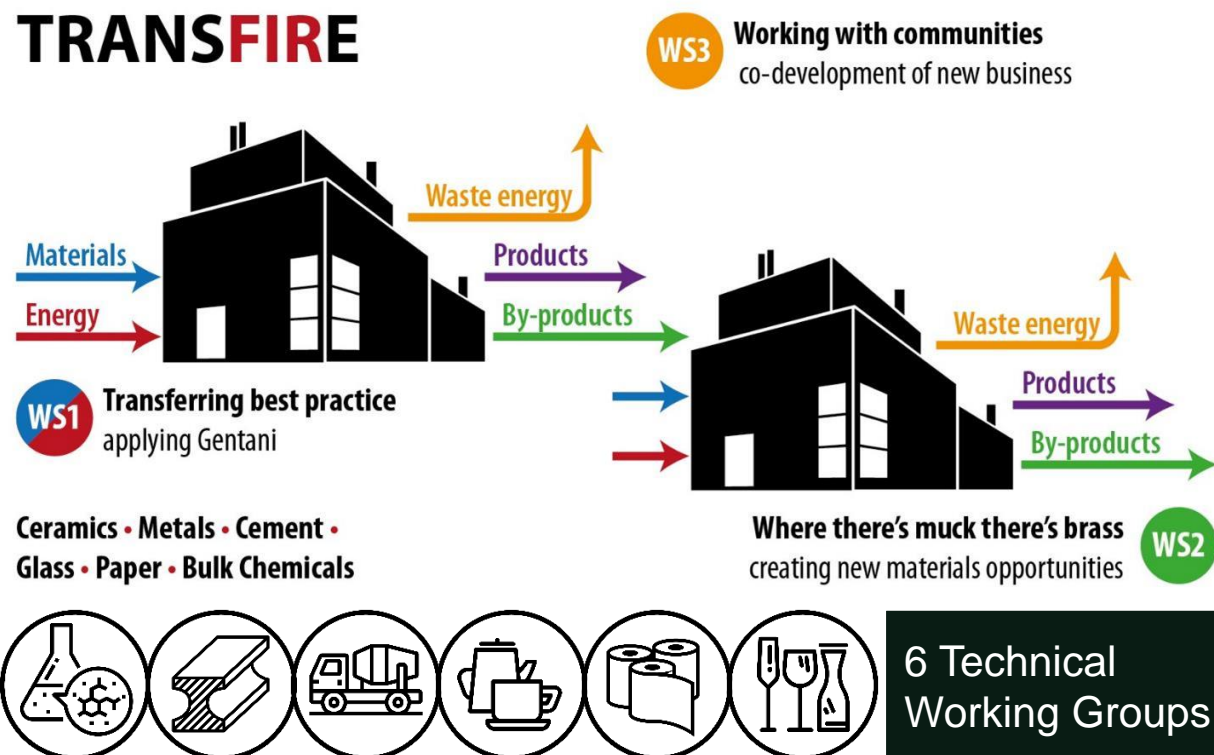 TRANSFIRE
WS3
Working with communities
co-development of new business
Waste energy
Materials
Products
Energy
By-products
Waste energy
Products
By-products
WS1
Transferring best practice
applying Gentani
Ceramics • Metals • Cement •
Glass • Paper • Bulk Chemicals
Where there's muck there's brass
creating new materials opportunities
WS2
6 Technical
Working Groups